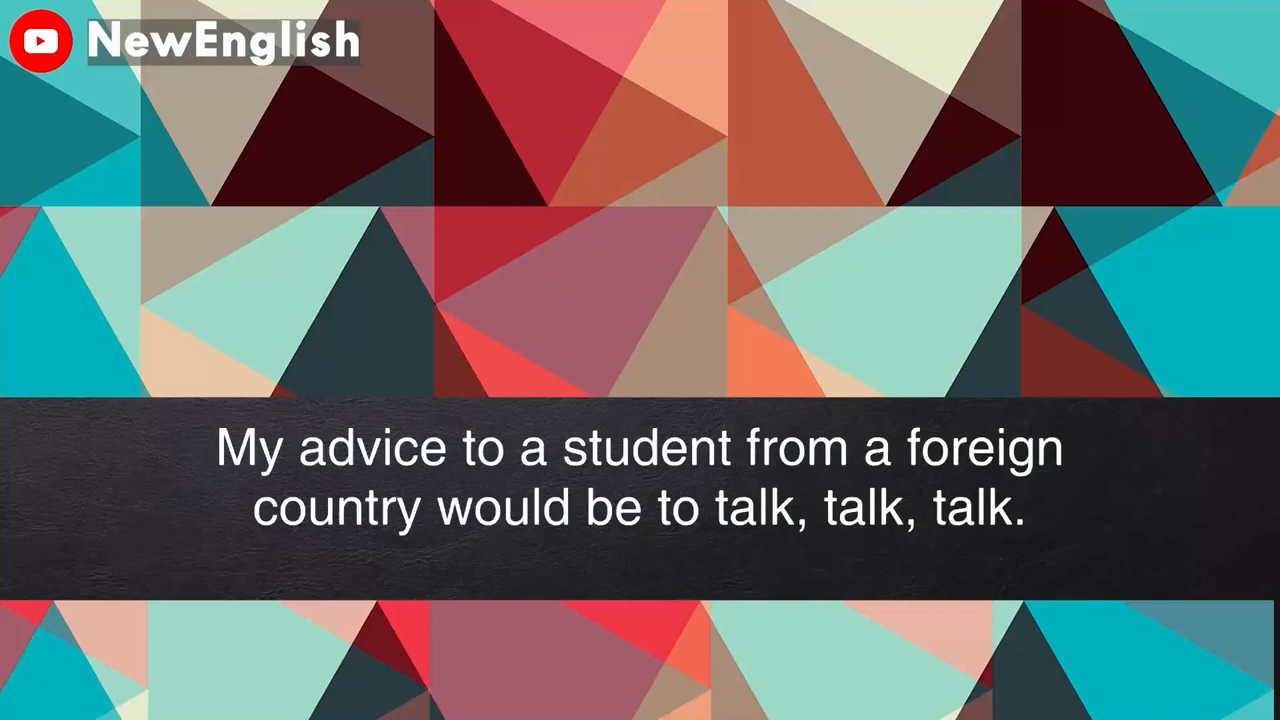 NewEnglish
My advice to a student from a foreign
country would be to talk, talk, talk.